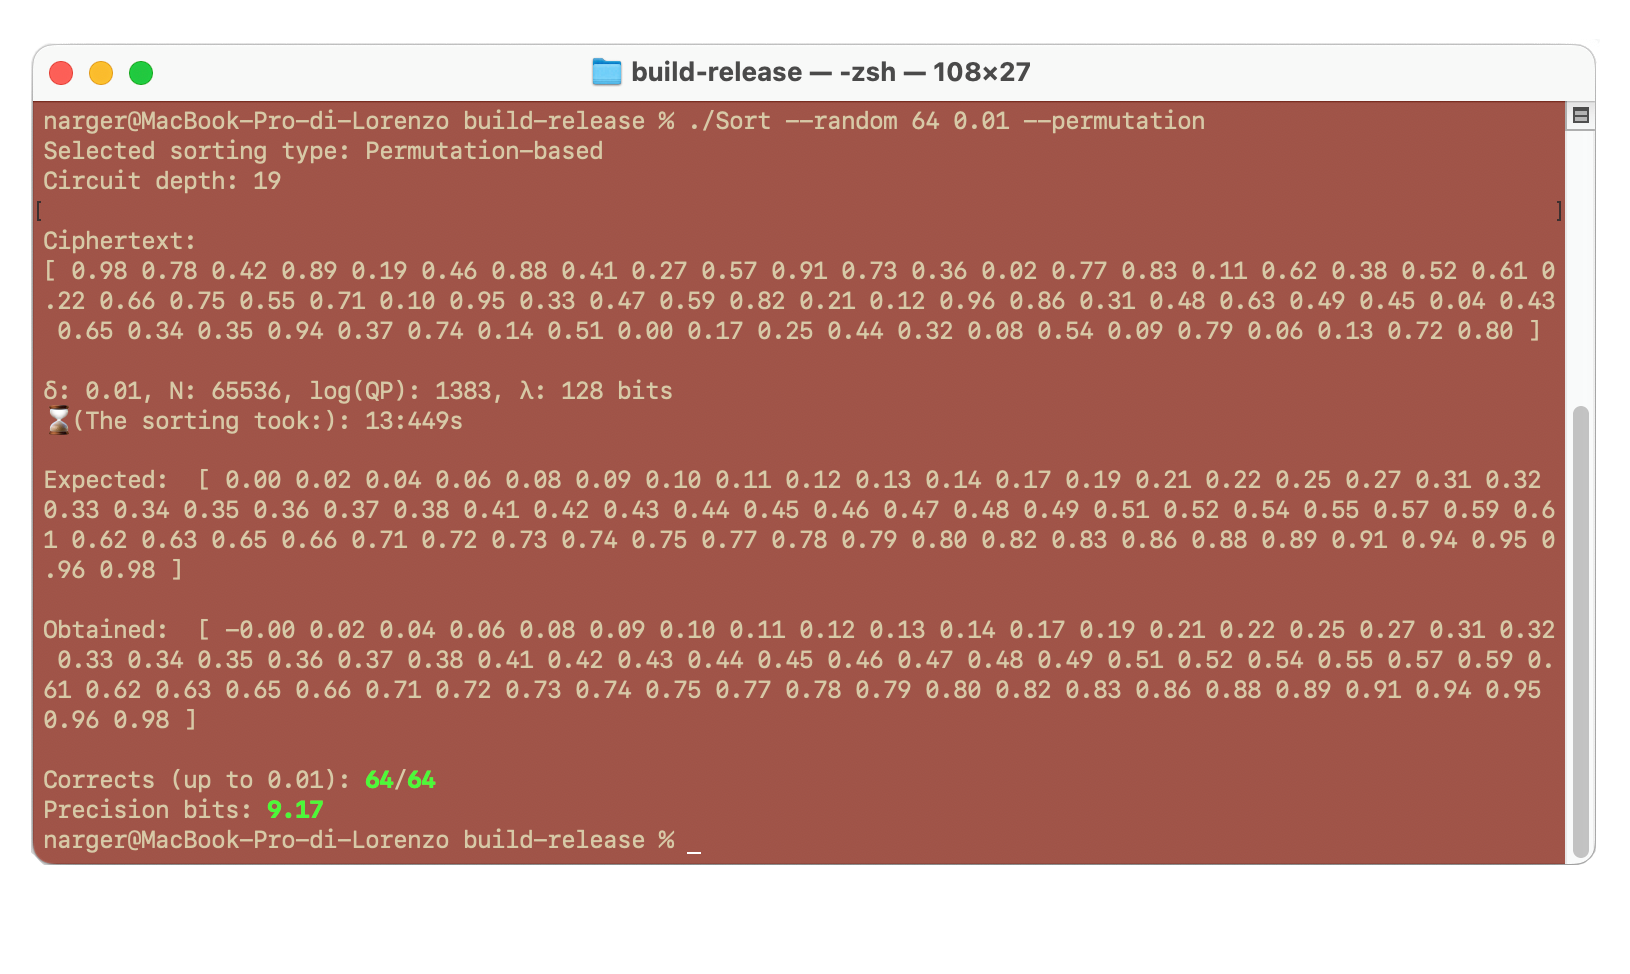 build-release — -zsh — 108×27
narger@MacBook-Pro-di-Lorenzo build-release % ./Sort --random 64 0.01 --permutation
Selected sorting type: Permutation-based
Circuit depth: 19
[ ]
Ciphertext:
[ 0.98 0.78 0.42 0.89 0.19 0.46 0.88 0.41 0.27 0.57 0.91 0.73 0.36 0.02 0.77 0.83 0.11 0.62 0.38 0.52 0.61 0
.22 0.66 0.75 0.55 0.71 0.10 0.95 0.33 0.47 0.59 0.82 0.21 0.12 0.96 0.86 0.31 0.48 0.63 0.49 0.45 0.04 0.43
0.65 0.34 0.35 0.94 0.37 0.74 0.14 0.51 0.00 0.17 0.25 0.44 0.32 0.08 0.54 0.09 0.79 0.06 0.13 0.72 0.80 ]
δ: 0.01, N: 65536, log(QP): 1383, λ: 128 bits
⌛(The sorting took:): 13:449s
Expected:  [ 0.00 0.02 0.04 0.06 0.08 0.09 0.10 0.11 0.12 0.13 0.14 0.17 0.19 0.21 0.22 0.25 0.27 0.31 0.32
0.33 0.34 0.35 0.36 0.37 0.38 0.41 0.42 0.43 0.44 0.45 0.46 0.47 0.48 0.49 0.51 0.52 0.54 0.55 0.57 0.59 0.6
1 0.62 0.63 0.65 0.66 0.71 0.72 0.73 0.74 0.75 0.77 0.78 0.79 0.80 0.82 0.83 0.86 0.88 0.89 0.91 0.94 0.95 0
.96 0.98 ]
Obtained:  [ -0.00 0.02 0.04 0.06 0.08 0.09 0.10 0.11 0.12 0.13 0.14 0.17 0.19 0.21 0.22 0.25 0.27 0.31 0.32
0.33 0.34 0.35 0.36 0.37 0.38 0.41 0.42 0.43 0.44 0.45 0.46 0.47 0.48 0.49 0.51 0.52 0.54 0.55 0.57 0.59 0.
61 0.62 0.63 0.65 0.66 0.71 0.72 0.73 0.74 0.75 0.77 0.78 0.79 0.80 0.82 0.83 0.86 0.88 0.89 0.91 0.94 0.95
0.96 0.98 ]
Corrects (up to 0.01): 64/64
Precision bits: 9.17
narger@MacBook-Pro-di-Lorenzo build-release %